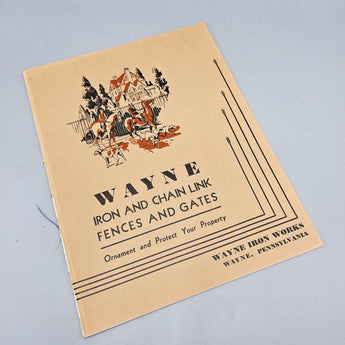 WAYNE
IRON AND CHAIN LINK
FENCES AND GATES
Ornament and Protect Your Property
WAYNE IRON WORKS
WAYNE, PENNSYLVANIA